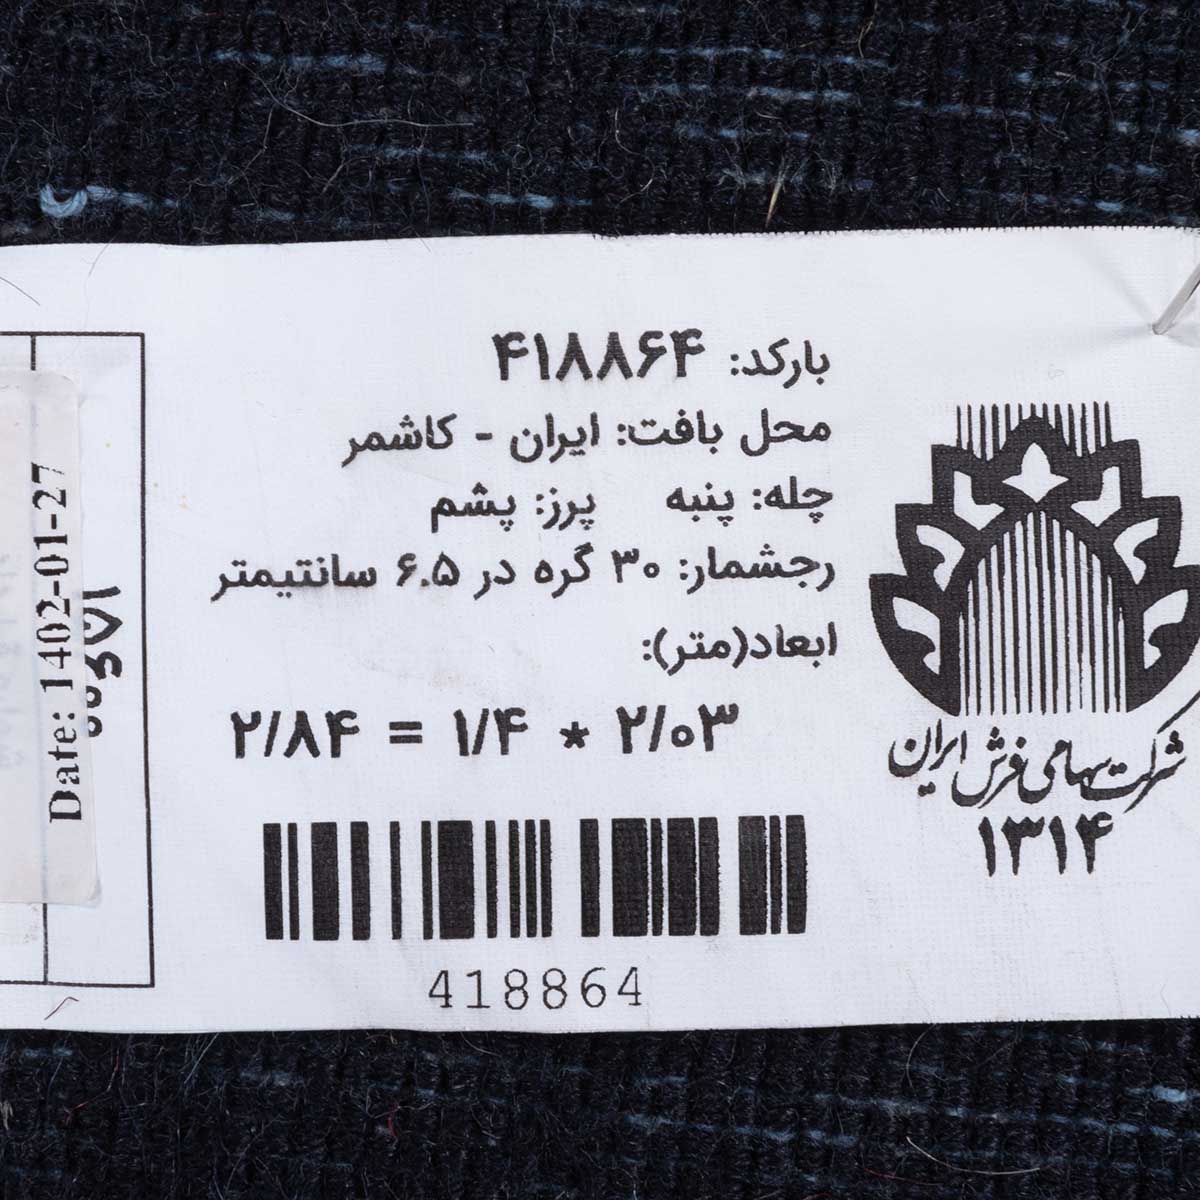 بارکد: ۴۱۸۸۶۴
محل بافت: ایران - کاشمر
چله: پنبه پرز: پشم
رجشمار: ۳۰ گره در ۶.۵ سانتیمتر
ابعاد(متر):
۲/۰۳ * ۱/۴ = ۲/۸۴
418864
شرکت سهامی فرش ایران
۱۳۱۴
Date: 1402-01-27